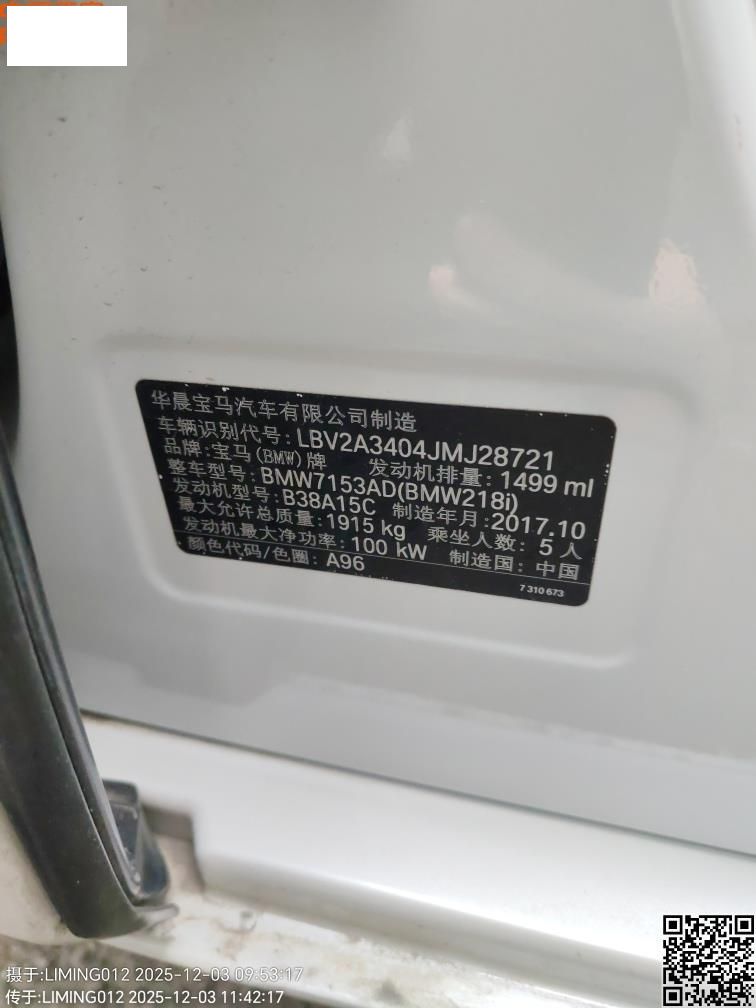 华晨宝马汽车有限公司制造
车辆识别代号: LBV2A3404JMJ28721
品牌: 宝马(BMW)牌 发动机排量: 1499 ml
整车型号: BMW7153AD(BMW218i)
发动机型号: B38A15C 制造年月: 2017.10
最大允许总质量: 1915 kg 乘坐人数: 5 人
发动机最大净功率: 100 kW 制造国: 中国
颜色代码/色圈: A96
7 310 673
摄于:LIMING012 2025-12-03 09:53:17
传于:LIMING012 2025-12-03 11:42:17